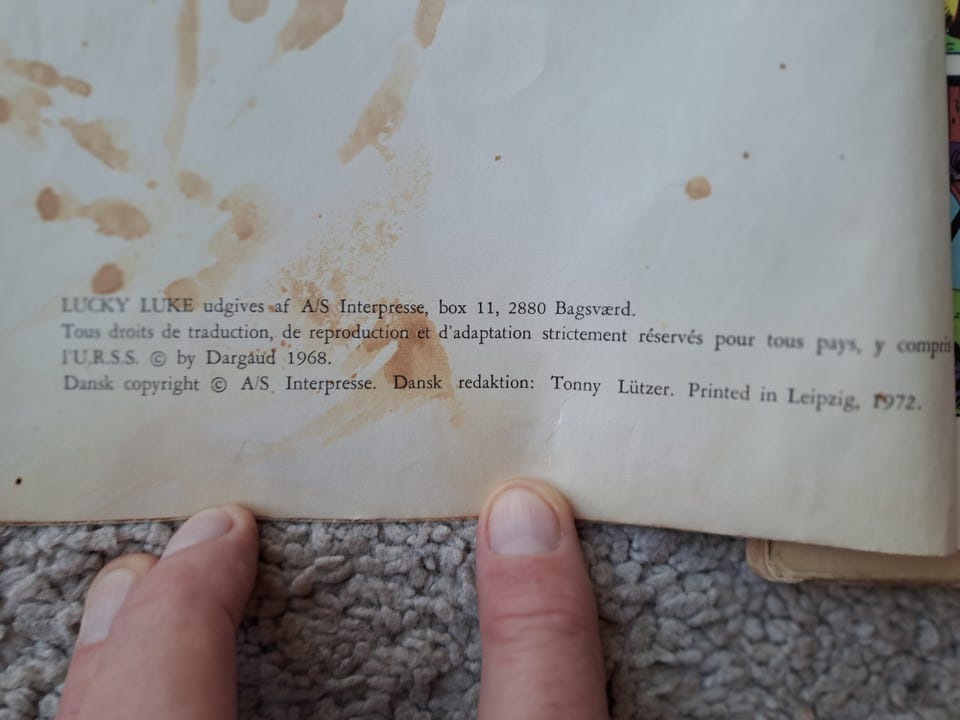 LUCKY LUKE udgives af A/S Interpresse, box 11, 2880 Bagsværd.
Tous droits de traduction, de reproduction et d'adaptation strictement réservés pour tous pays, y compris
l'U.R.S.S. © by Dargaud 1968.
Dansk copyright © A/S Interpresse. Dansk redaktion: Tonny Lützer. Printed in Leipzig, 1972.